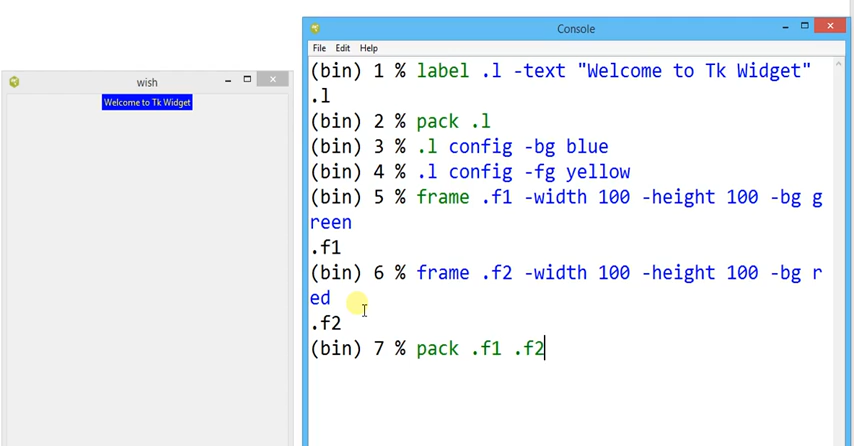 Console
File Edit Help
wish
Welcome to Tk Widget
(bin) 1 % label .l -text "Welcome to Tk Widget"
.l
(bin) 2 % pack .l
(bin) 3 % .l config -bg blue
(bin) 4 % .l config -fg yellow
(bin) 5 % frame .f1 -width 100 -height 100 -bg g
reen
.f1
(bin) 6 % frame .f2 -width 100 -height 100 -bg r
ed
.f2
(bin) 7 % pack .f1 .f2